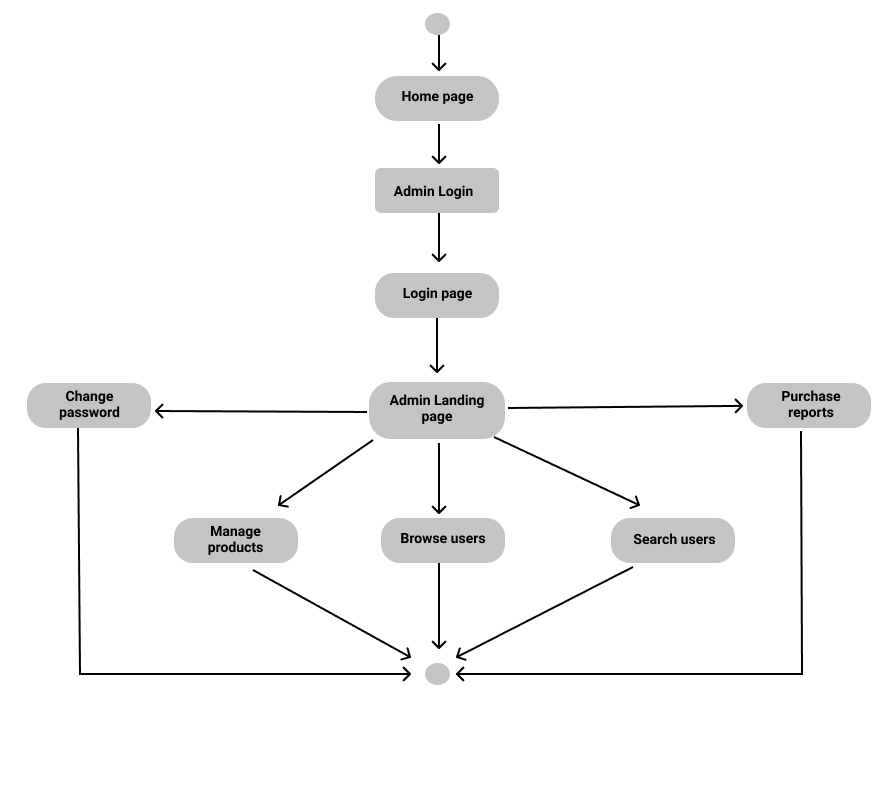 Home page
Admin Login
Login page
Change
password
Admin Landing
page
Purchase
reports
Manage
products
Browse users
Search users